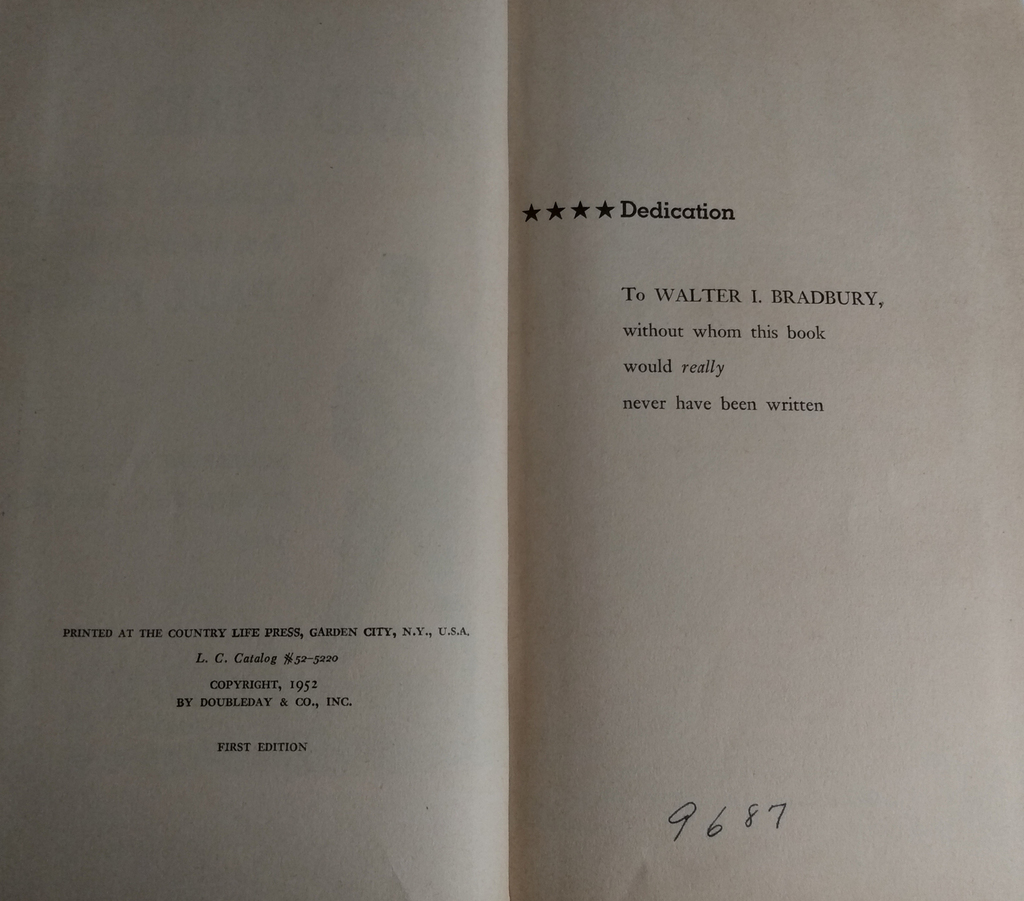 PRINTED AT THE COUNTRY LIFE PRESS, GARDEN CITY, N.Y., U.S.A.
L. C. Catalog #52-5220
COPYRIGHT, 1952
BY DOUBLEDAY & CO., INC.
FIRST EDITION
★★★★ Dedication
To WALTER I. BRADBURY,
without whom this book
would really
never have been written
9687